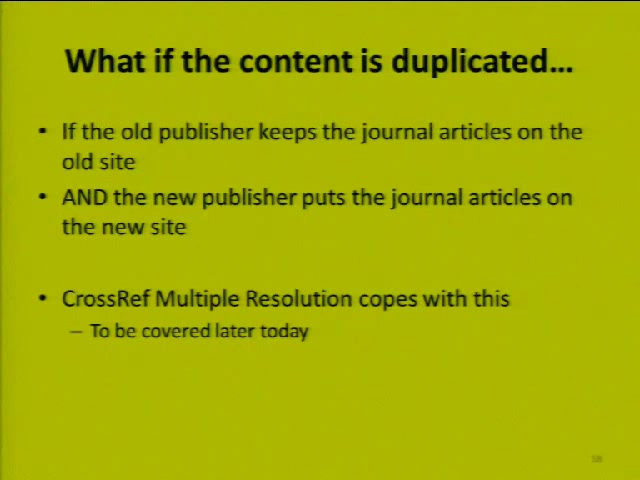 What if the content is duplicated…
• If the old publisher keeps the journal articles on the
old site
• AND the new publisher puts the journal articles on
the new site
• CrossRef Multiple Resolution copes with this
– To be covered later today